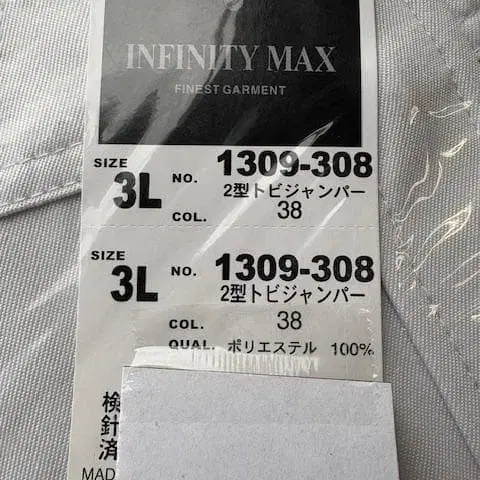 INFINITY MAX
FINEST GARMENT
SIZE 3L NO. 1309-308
2型トビジャンパー
COL. 38
SIZE 3L NO. 1309-308
2型トビジャンパー
COL. 38
QUAL. ポリエステル 100%
検針済
MAD